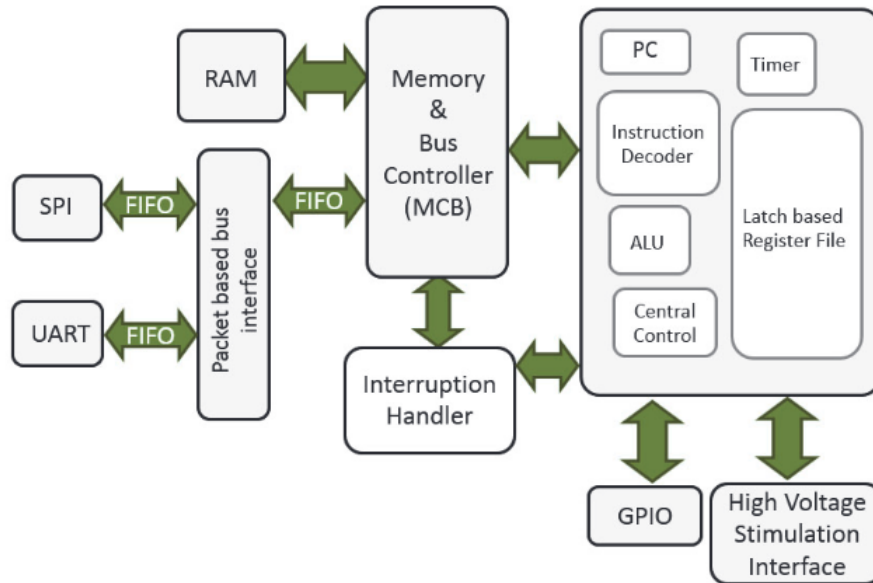 RAM
Memory
&
Bus
Controller
(MCB)
PC
Timer
Instruction
Decoder
Latch based
Register File
ALU
Central
Control
SPI
FIFO
FIFO
Packet based bus
interface
UART
FIFO
Interruption
Handler
GPIO
High Voltage
Stimulation
Interface